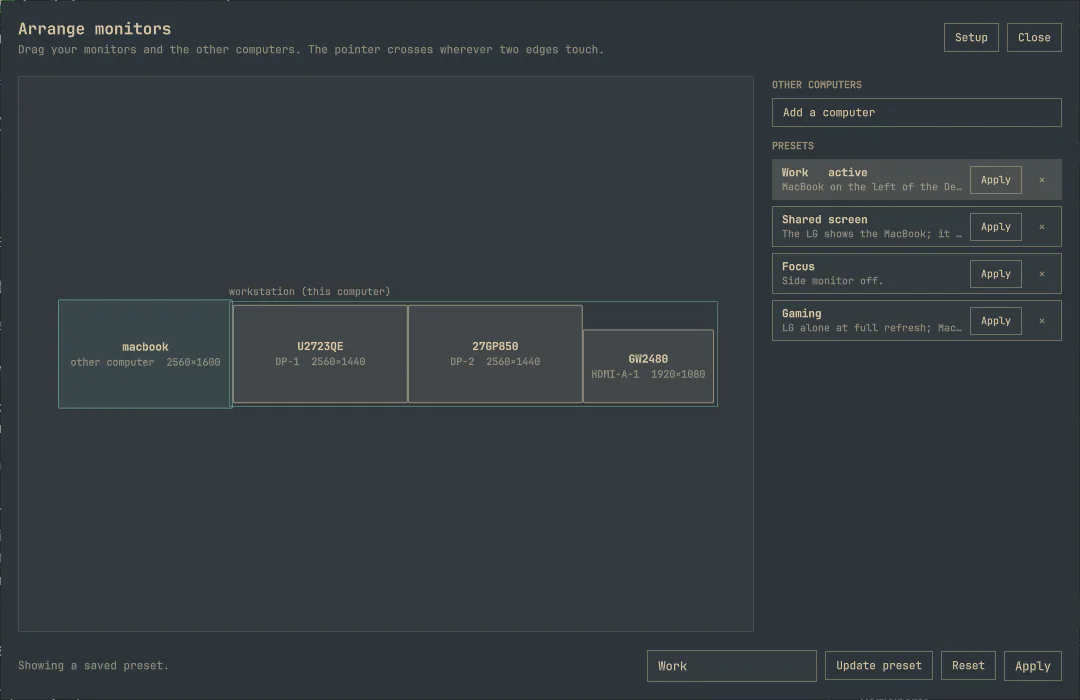 Arrange monitors
Drag your monitors and the other computers. The pointer crosses wherever two edges touch.
Setup
Close
OTHER COMPUTERS
Add a computer
PRESETS
Work active
MacBook on the left of the De…
Apply
×
Shared screen
The LG shows the MacBook; it …
Apply
×
Focus
Side monitor off.
Apply
×
Gaming
LG alone at full refresh; Mac…
Apply
×
workstation (this computer)
macbook
other computer 2560×1600
U2723QE
DP-1 2560×1440
27GP850
DP-2 2560×1440
GW2480
HDMI-A-1 1920×1080
Showing a saved preset.
Work
Update preset
Reset
Apply